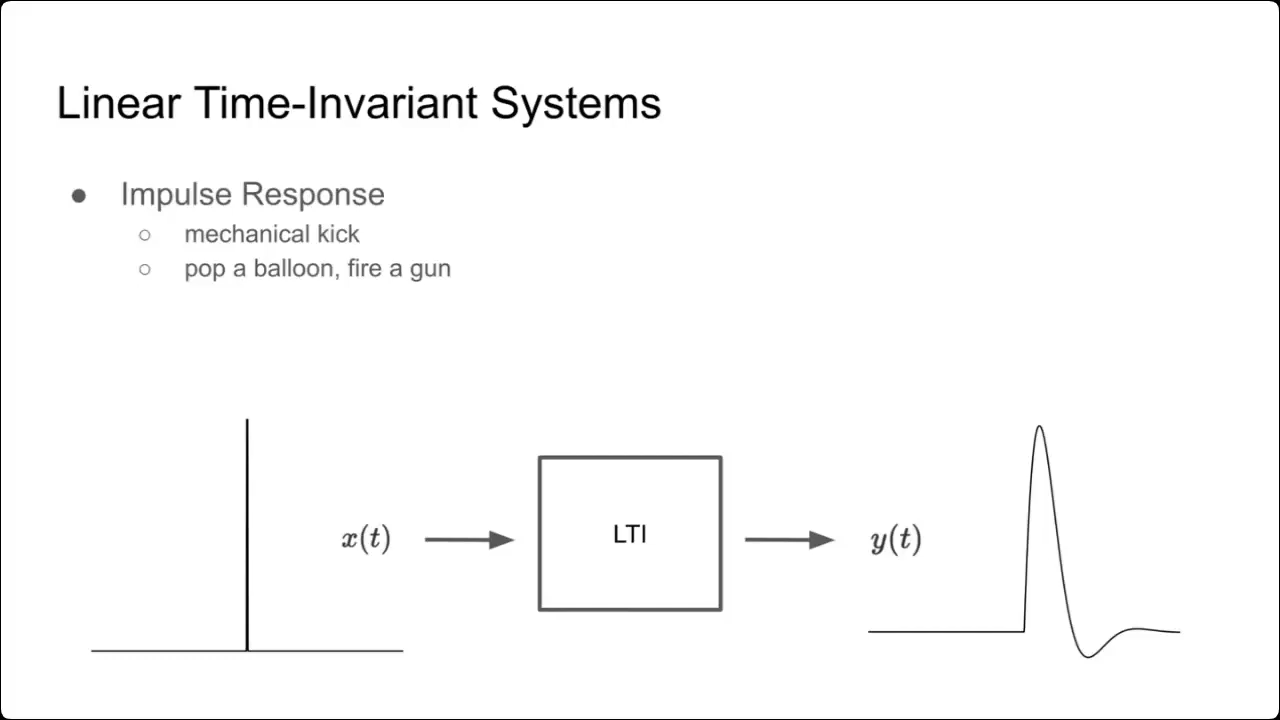 Linear Time-Invariant Systems
● Impulse Response
○ mechanical kick
○ pop a balloon, fire a gun
x(t)
LTI
y(t)